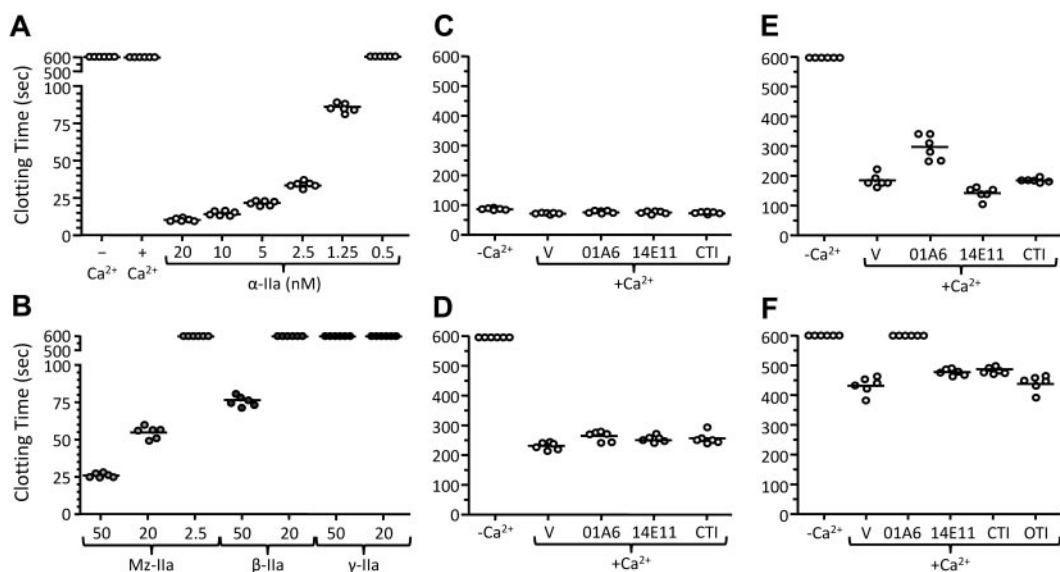 A
Clotting Time (sec)
600
500
100
75
50
25
0
− + 20 10 5 2.5 1.25 0.5
Ca²⁺ Ca²⁺
α-IIa (nM)
B
Clotting Time (sec)
600
500
100
75
50
25
0
50 20 2.5 50 20 50 20
Mz-IIa β-IIa γ-IIa
C
600
500
400
300
200
100
0
-Ca²⁺ V 01A6 14E11 CTI
+Ca²⁺
D
600
500
400
300
200
100
0
-Ca²⁺ V 01A6 14E11 CTI
+Ca²⁺
E
600
500
400
300
200
100
0
-Ca²⁺ V 01A6 14E11 CTI
+Ca²⁺
F
600
500
400
300
200
100
0
-Ca²⁺ V 01A6 14E11 CTI OTI
+Ca²⁺